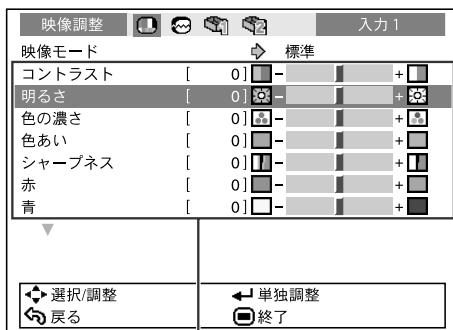 映像調整 入力1
映像モード 標準
コントラスト [ 0] - +
明るさ [ 0] - +
色の濃さ [ 0] - +
色あい [ 0] - +
シャープネス [ 0] - +
赤 [ 0] - +
青 [ 0] - +
選択/調整 単独調整
戻る 終了